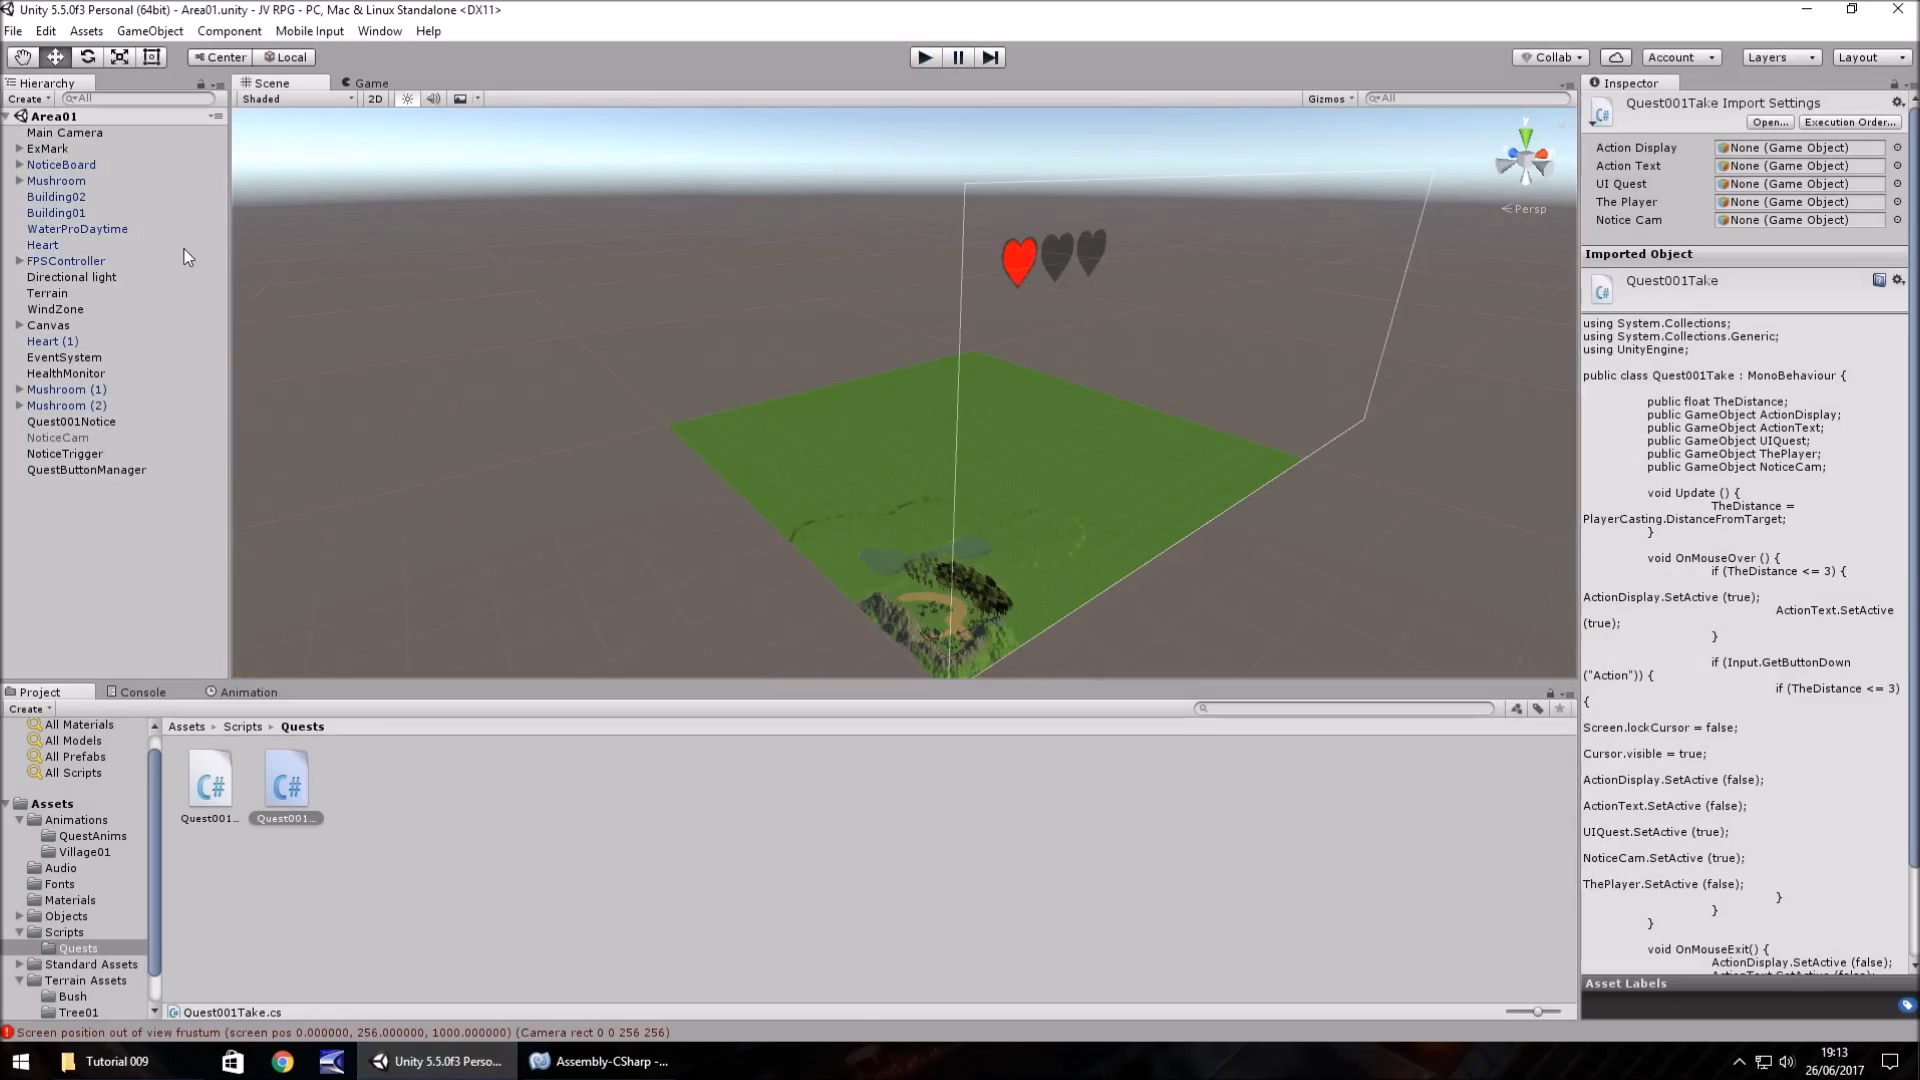 Unity 5.5.0f3 Personal (64bit) - Area01.unity - JV RPG - PC, Mac & Linux Standalone <DX11>
File Edit Assets GameObject Component Mobile Input Window Help
Center Local Collab Account Layers Layout
Hierarchy
Create All
Area01
Main Camera
ExMark
NoticeBoard
Mushroom
Building02
Building01
WaterProDaytime
Heart
FPSController
Directional light
Terrain
WindZone
Canvas
Heart (1)
EventSystem
HealthMonitor
Mushroom (1)
Mushroom (2)
Quest001Notice
NoticeCam
NoticeTrigger
QuestButtonManager
Scene Game
Shaded 2D Gizmos All
y
Persp
Inspector
Quest001Take Import Settings
Open... Execution Order...
Action Display None (Game Object)
Action Text None (Game Object)
UI Quest None (Game Object)
The Player None (Game Object)
Notice Cam None (Game Object)
Imported Object
Quest001Take
using System.Collections;
using System.Collections.Generic;
using UnityEngine;
public class Quest001Take : MonoBehaviour {
public float TheDistance;
public GameObject ActionDisplay;
public GameObject ActionText;
public GameObject UIQuest;
public GameObject ThePlayer;
public GameObject NoticeCam;
void Update () {
TheDistance =
PlayerCasting.DistanceFromTarget;
}
void OnMouseOver () {
if (TheDistance <= 3) {
ActionDisplay.SetActive (true);
ActionText.SetActive
(true);
}
if (Input.GetButtonDown
("Action")) {
if (TheDistance <= 3)
{
Screen.lockCursor = false;
Cursor.visible = true;
ActionDisplay.SetActive (false);
ActionText.SetActive (false);
UIQuest.SetActive (true);
NoticeCam.SetActive (true);
ThePlayer.SetActive (false);
}
}
}
void OnMouseExit() {
ActionDisplay.SetActive (false);
ActionText.SetActive (false);
Asset Labels
Project Console Animation
Create
All Materials
All Models
All Prefabs
All Scripts
Assets
Animations
QuestAnims
Village01
Audio
Fonts
Materials
Objects
Scripts
Quests
Standard Assets
Terrain Assets
Bush
Tree01
Assets Scripts Quests
C# C#
Quest001... Quest001...
Quest001Take.cs
Screen position out of view frustum (screen pos 0.000000, 256.000000, 1000.000000) (Camera rect 0 0 256 256)
Tutorial 009 Unity 5.5.0f3 Perso... Assembly-CSharp -...
19:13
26/06/2017